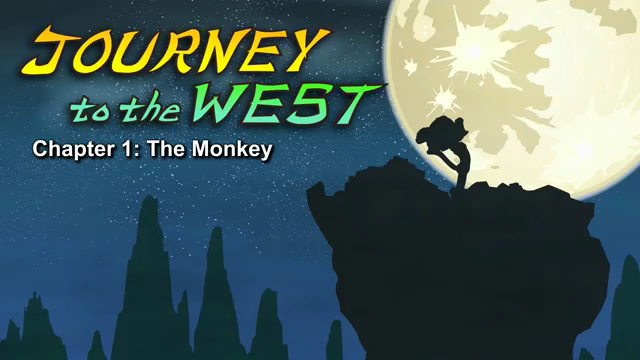 JOURNEY
to the WEST
Chapter 1: The Monkey